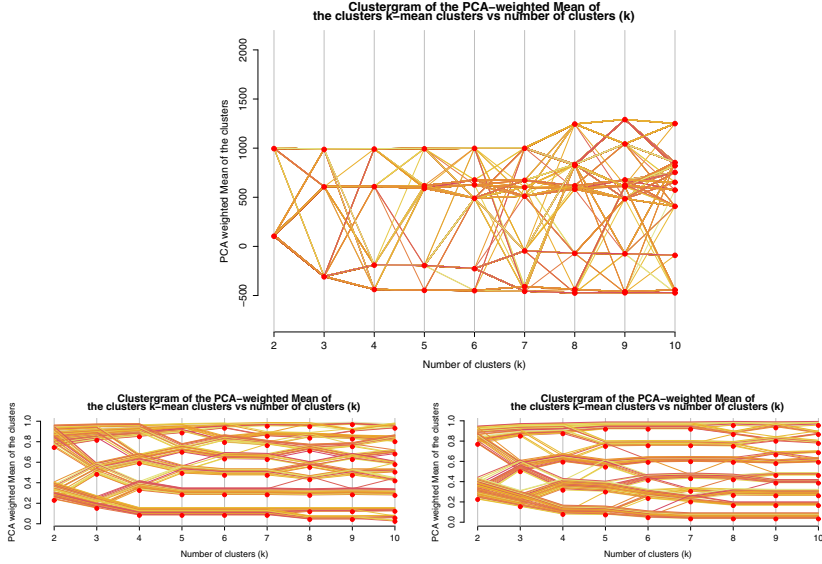 Clustergram of the PCA−weighted Mean of
the clusters k−mean clusters vs number of clusters (k)
PCA weighted Mean of the clusters
2000
1500
1000
500
0
−500
2 3 4 5 6 7 8 9 10
Number of clusters (k)
Clustergram of the PCA−weighted Mean of
the clusters k−mean clusters vs number of clusters (k)
PCA weighted Mean of the clusters
1.0
0.8
0.6
0.4
0.2
0.0
2 3 4 5 6 7 8 9 10
Number of clusters (k)
Clustergram of the PCA−weighted Mean of
the clusters k−mean clusters vs number of clusters (k)
PCA weighted Mean of the clusters
1.0
0.8
0.6
0.4
0.2
0.0
2 3 4 5 6 7 8 9 10
Number of clusters (k)